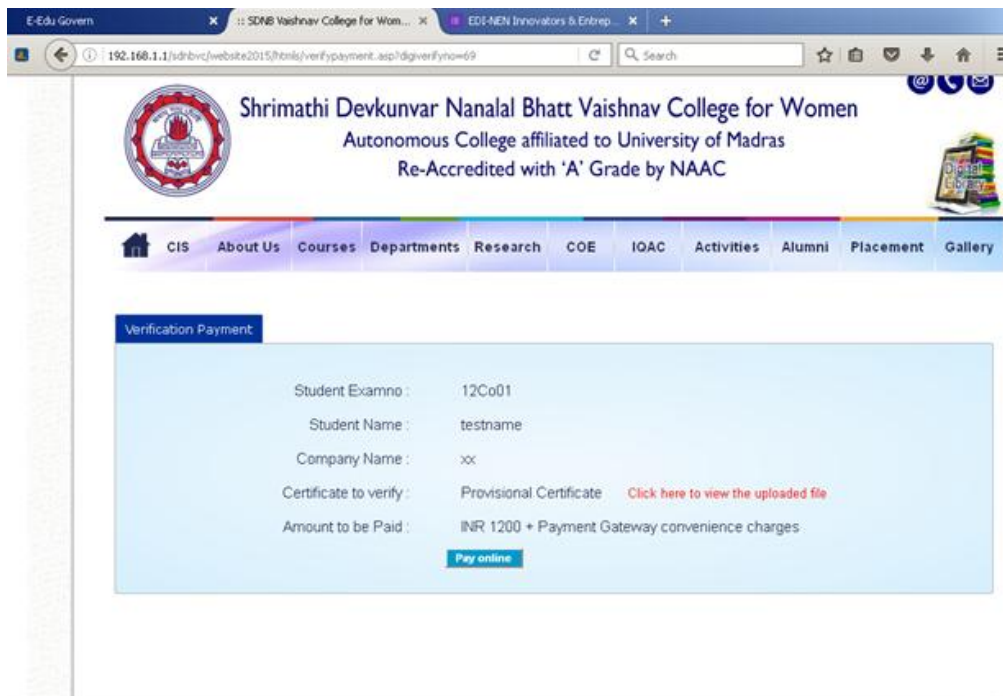 E-Edu Govern
:: SDNB Vaishnav College for Wom...
EDI-NEN Innovators & Entrep...
192.168.1.1/sdnbvc/website2015/htmls/verifypayment.asp?digiverifyno=69
Search
Shrimathi Devkunvar Nanalal Bhatt Vaishnav College for Women
Autonomous College affiliated to University of Madras
Re-Accredited with ‘A’ Grade by NAAC
Digital
Library
CIS About Us Courses Departments Research COE IQAC Activities Alumni Placement Gallery
Verification Payment
Student Examno : 12Co01
Student Name : testname
Company Name : xx
Certificate to verify : Provisional Certificate Click here to view the uploaded file
Amount to be Paid : INR 1200 + Payment Gateway convenience charges
Pay online